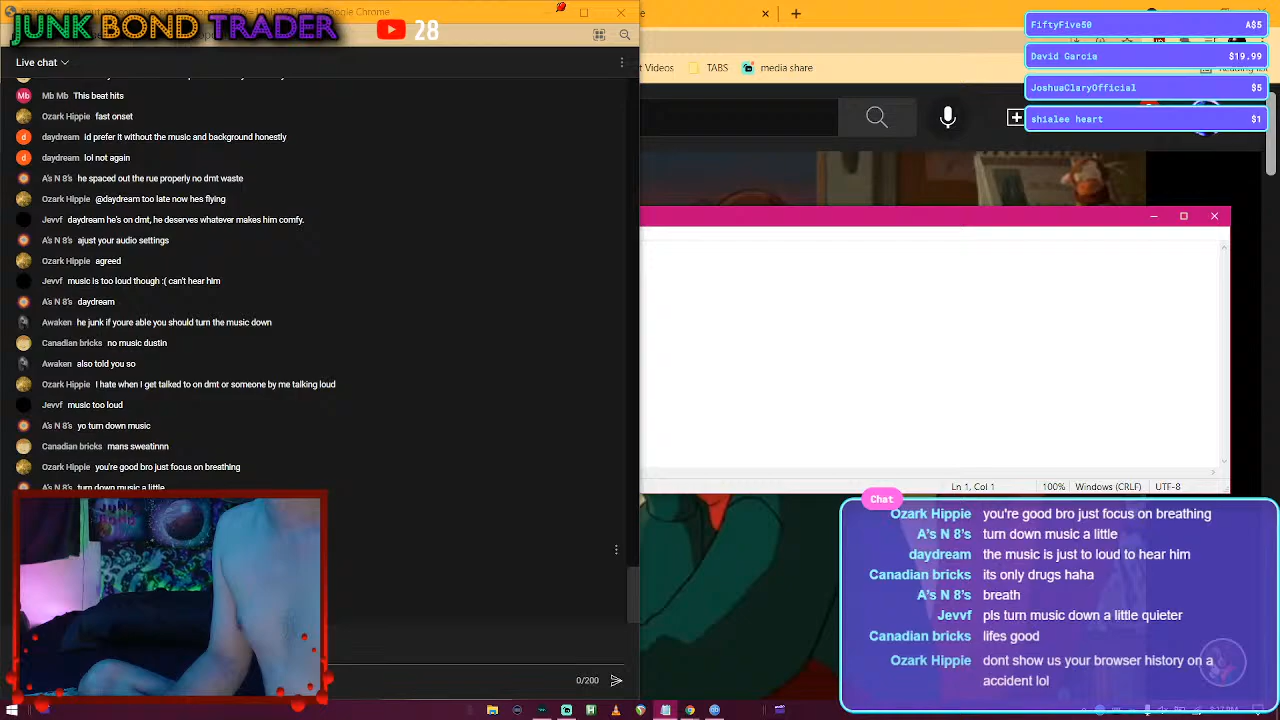 JUNK BOND TRADER
28
Live chat
Mb Mb This beat hits
Ozark Hippie fast onset
daydream Id prefer it without the music and background honestly
daydream lol not again
A's N 8's he spaced out the rue properly no dmt waste
Ozark Hippie @daydream too late now hes flying
Jevvf daydream he's on dmt, he deserves whatever makes him comfy.
A's N 8's ajust your audio settings
Ozark Hippie agreed
Jevvf music is too loud though :( can't hear him
A's N 8's daydream
Awaken he junk if youre able you should turn the music down
Canadian bricks no music dustin
Awaken also told you so
Ozark Hippie I hate when I get talked to on dmt or someone by me talking loud
Jevvf music too loud
A's N 8's yo turn down music
Canadian bricks mans sweatinnn
Ozark Hippie you're good bro just focus on breathing
A's N 8's turn down music a little
0/200
t Videos
TABS
media share
FiftyFive50 A$5
David Garcia $19.99
JoshuaClaryOfficial $5
shialee heart $1
Ln 1, Col 1
100%
Windows (CRLF)
UTF-8
Chat
Ozark Hippie you're good bro just focus on breathing
A's N 8's turn down music a little
daydream the music is just to loud to hear him
Canadian bricks its only drugs haha
A's N 8's breath
Jevvf pls turn music down a little quieter
Canadian bricks lifes good
Ozark Hippie dont show us your browser history on a
accident lol